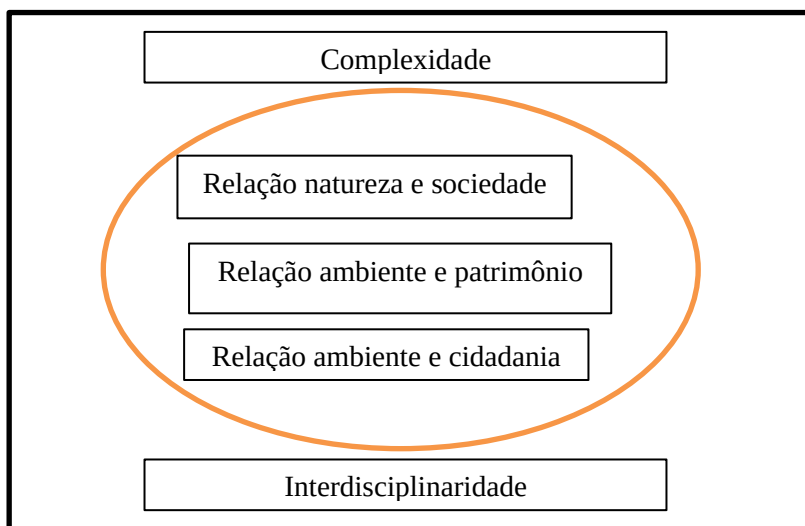 Complexidade
Relação natureza e sociedade
Relação ambiente e patrimônio
Relação ambiente e cidadania
Interdisciplinaridade